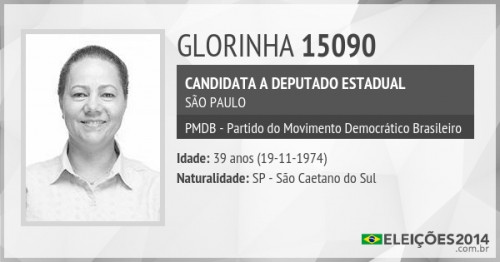 GLORINHA 15090
CANDIDATA A DEPUTADO ESTADUAL
SÃO PAULO
PMDB - Partido do Movimento Democrático Brasileiro
Idade: 39 anos (19-11-1974)
Naturalidade: SP - São Caetano do Sul
ELEIÇÕES2014
.com.br